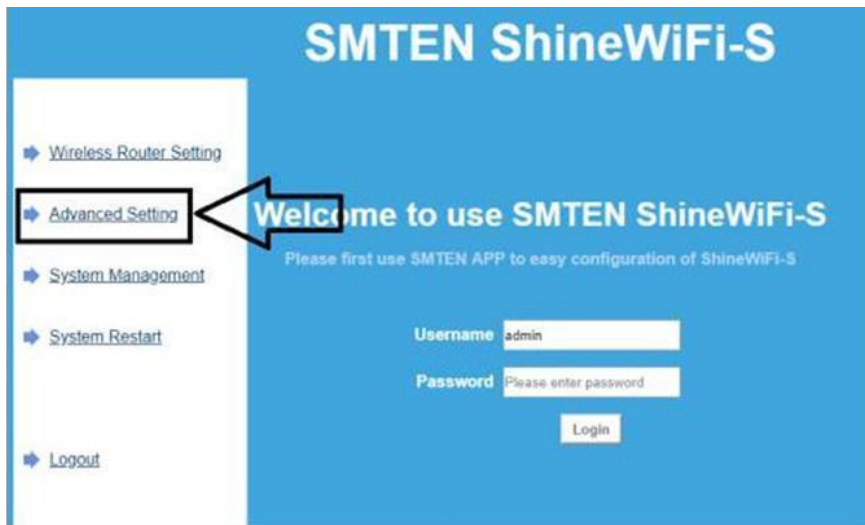 SMTEN ShineWiFi-S
Wireless Router Setting
Advanced Setting
System Management
System Restart
Logout
Welcome to use SMTEN ShineWiFi-S
Please first use SMTEN APP to easy configuration of ShineWiFi-S
Username admin
Password Please enter password
Login